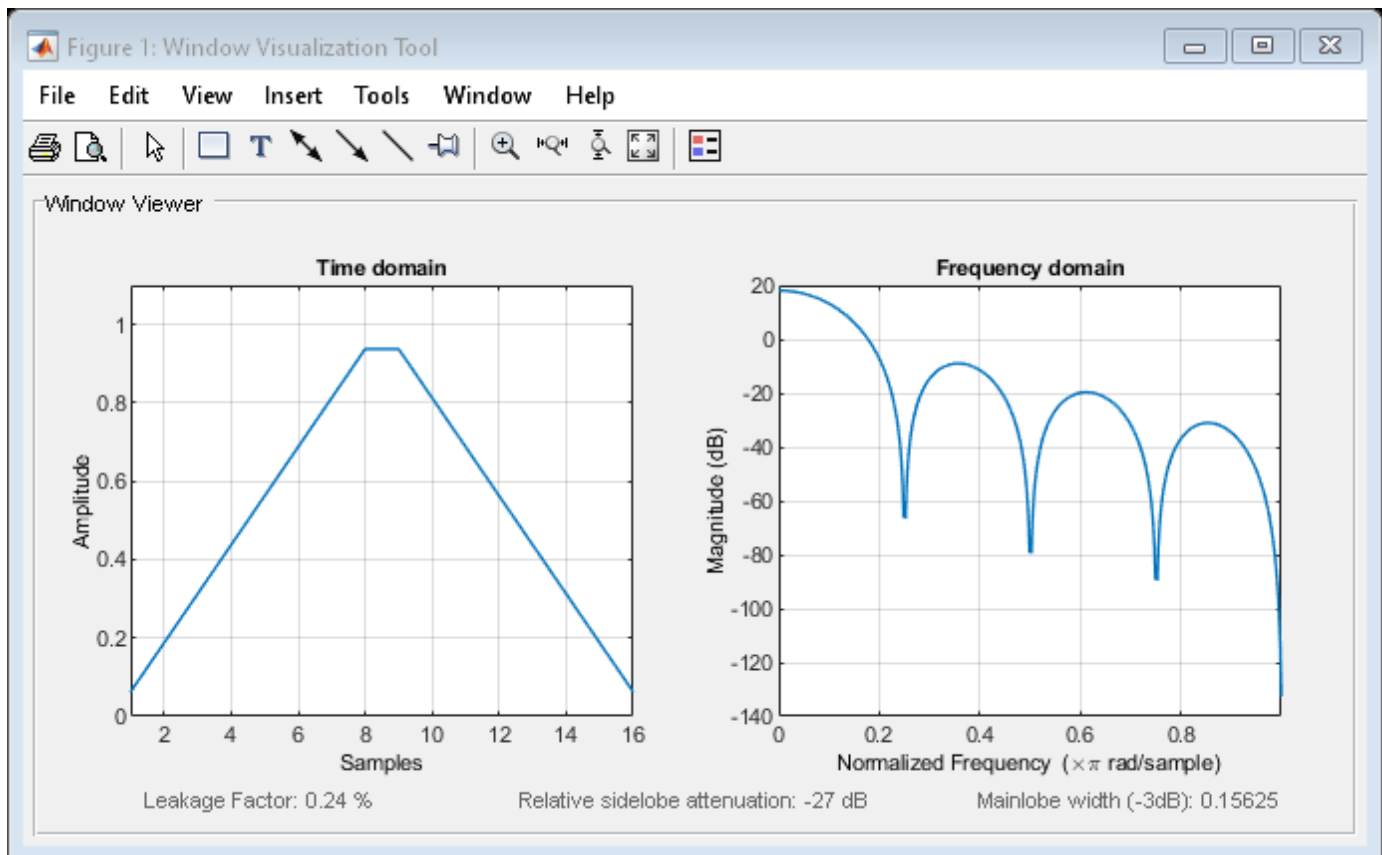 Figure 1: Window Visualization Tool
File Edit View Insert Tools Window Help
T
Window Viewer
Time domain
1
0.8
0.6
0.4
0.2
0
Amplitude
2 4 6 8 10 12 14 16
Samples
Frequency domain
20
0
-20
-40
-60
-80
-100
-120
-140
Magnitude (dB)
0 0.2 0.4 0.6 0.8
Normalized Frequency (×π rad/sample)
Leakage Factor: 0.24 % Relative sidelobe attenuation: -27 dB Mainlobe width (-3dB): 0.15625